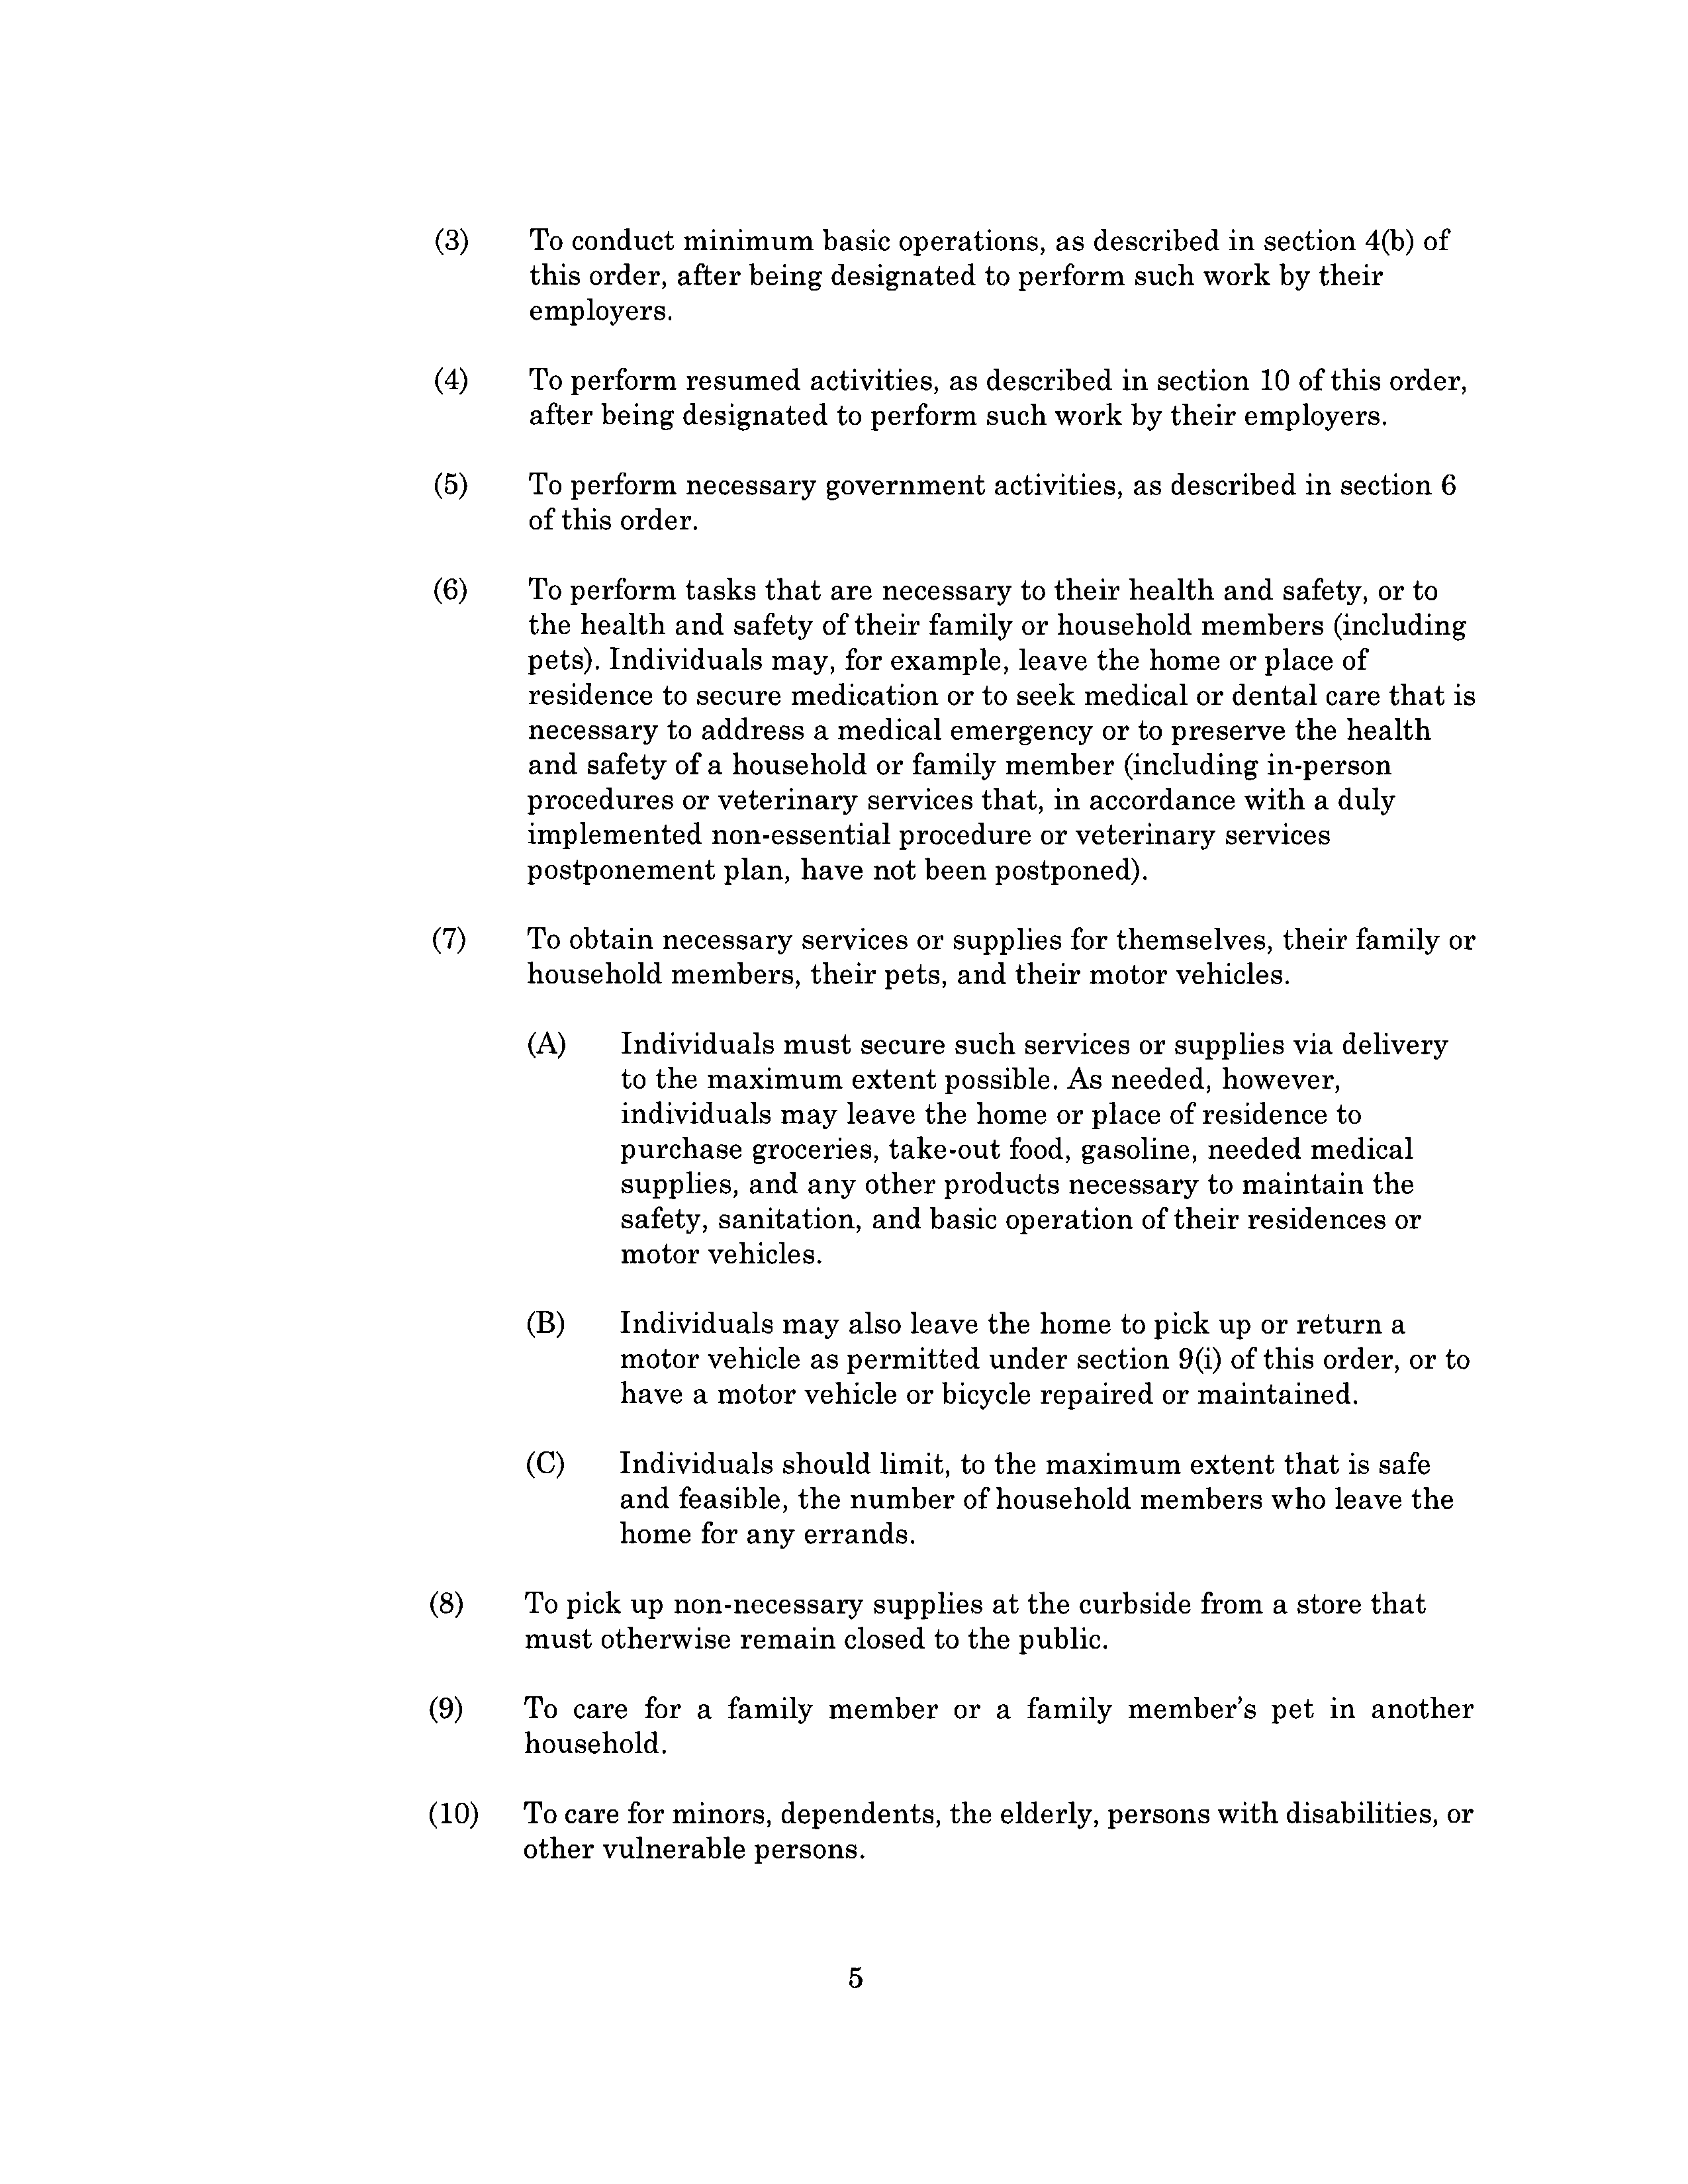 (3) To conduct minimum basic operations, as described in section 4(b) of
this order, after being designated to perform such work by their
employers.
(4) To perform resumed activities, as described in section 10 of this order,
after being designated to perform such work by their employers.
(5) To perform necessary government activities, as described in section 6
of this order.
(6) To perform tasks that are necessary to their health and safety, or to
the health and safety of their family or household members (including
pets). Individuals may, for example, leave the home or place of
residence to secure medication or to seek medical or dental care that is
necessary to address a medical emergency or to preserve the health
and safety of a household or family member (including in-person
procedures or veterinary services that, in accordance with a duly
implemented non-essential procedure or veterinary services
postponement plan, have not been postponed).
(7) To obtain necessary services or supplies for themselves, their family or
household members, their pets, and their motor vehicles.
(A) Individuals must secure such services or supplies via delivery
to the maximum extent possible. As needed, however,
individuals may leave the home or place of residence to
purchase groceries, take-out food, gasoline, needed medical
supplies, and any other products necessary to maintain the
safety, sanitation, and basic operation of their residences or
motor vehicles.
(B) Individuals may also leave the home to pick up or return a
motor vehicle as permitted under section 9(i) of this order, or to
have a motor vehicle or bicycle repaired or maintained.
(C) Individuals should limit, to the maximum extent that is safe
and feasible, the number of household members who leave the
home for any errands.
(8) To pick up non-necessary supplies at the curbside from a store that
must otherwise remain closed to the public.
(9) To care for a family member or a family member's pet in another
household.
(10) To care for minors, dependents, the elderly, persons with disabilities, or
other vulnerable persons.
5